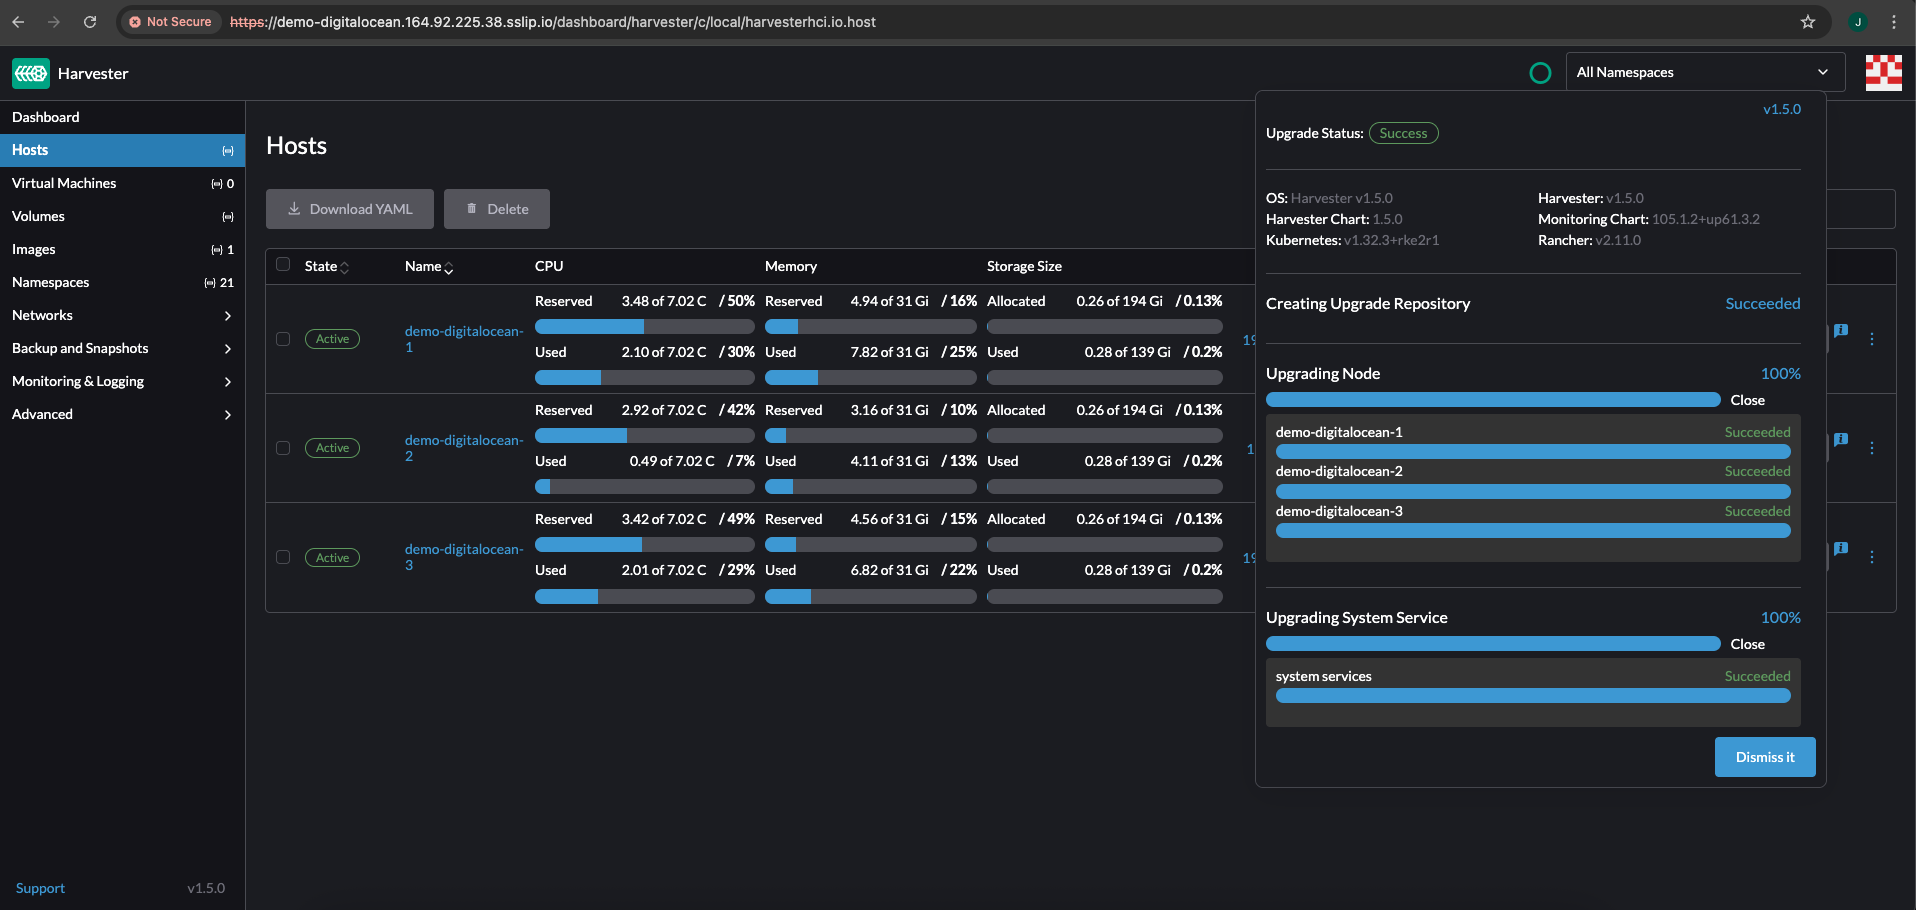 Not Secure https://demo-digitalocean.164.92.225.38.sslip.io/dashboard/harvester/c/local/harvesterhci.io.host J
Harvester
All Namespaces
Dashboard
Hosts
Virtual Machines 0
Volumes
Images 1
Namespaces 21
Networks
Backup and Snapshots
Monitoring & Logging
Advanced
Support v1.5.0
Hosts
Download YAML Delete
State Name CPU Memory Storage Size
Reserved 3.48 of 7.02 C / 50% Reserved 4.94 of 31 Gi / 16% Allocated 0.26 of 194 Gi / 0.13%
Active demo-digitalocean-1
Used 2.10 of 7.02 C / 30% Used 7.82 of 31 Gi / 25% Used 0.28 of 139 Gi / 0.2%
Reserved 2.92 of 7.02 C / 42% Reserved 3.16 of 31 Gi / 10% Allocated 0.26 of 194 Gi / 0.13%
Active demo-digitalocean-2
Used 0.49 of 7.02 C / 7% Used 4.11 of 31 Gi / 13% Used 0.28 of 139 Gi / 0.2%
Reserved 3.42 of 7.02 C / 49% Reserved 4.56 of 31 Gi / 15% Allocated 0.26 of 194 Gi / 0.13%
Active demo-digitalocean-3
Used 2.01 of 7.02 C / 29% Used 6.82 of 31 Gi / 22% Used 0.28 of 139 Gi / 0.2%
v1.5.0
Upgrade Status: Success
OS: Harvester v1.5.0 Harvester: v1.5.0
Harvester Chart: 1.5.0 Monitoring Chart: 105.1.2+up61.3.2
Kubernetes: v1.32.3+rke2r1 Rancher: v2.11.0
Creating Upgrade Repository Succeeded
Upgrading Node 100%
Close
demo-digitalocean-1 Succeeded
demo-digitalocean-2 Succeeded
demo-digitalocean-3 Succeeded
Upgrading System Service 100%
Close
system services Succeeded
Dismiss it